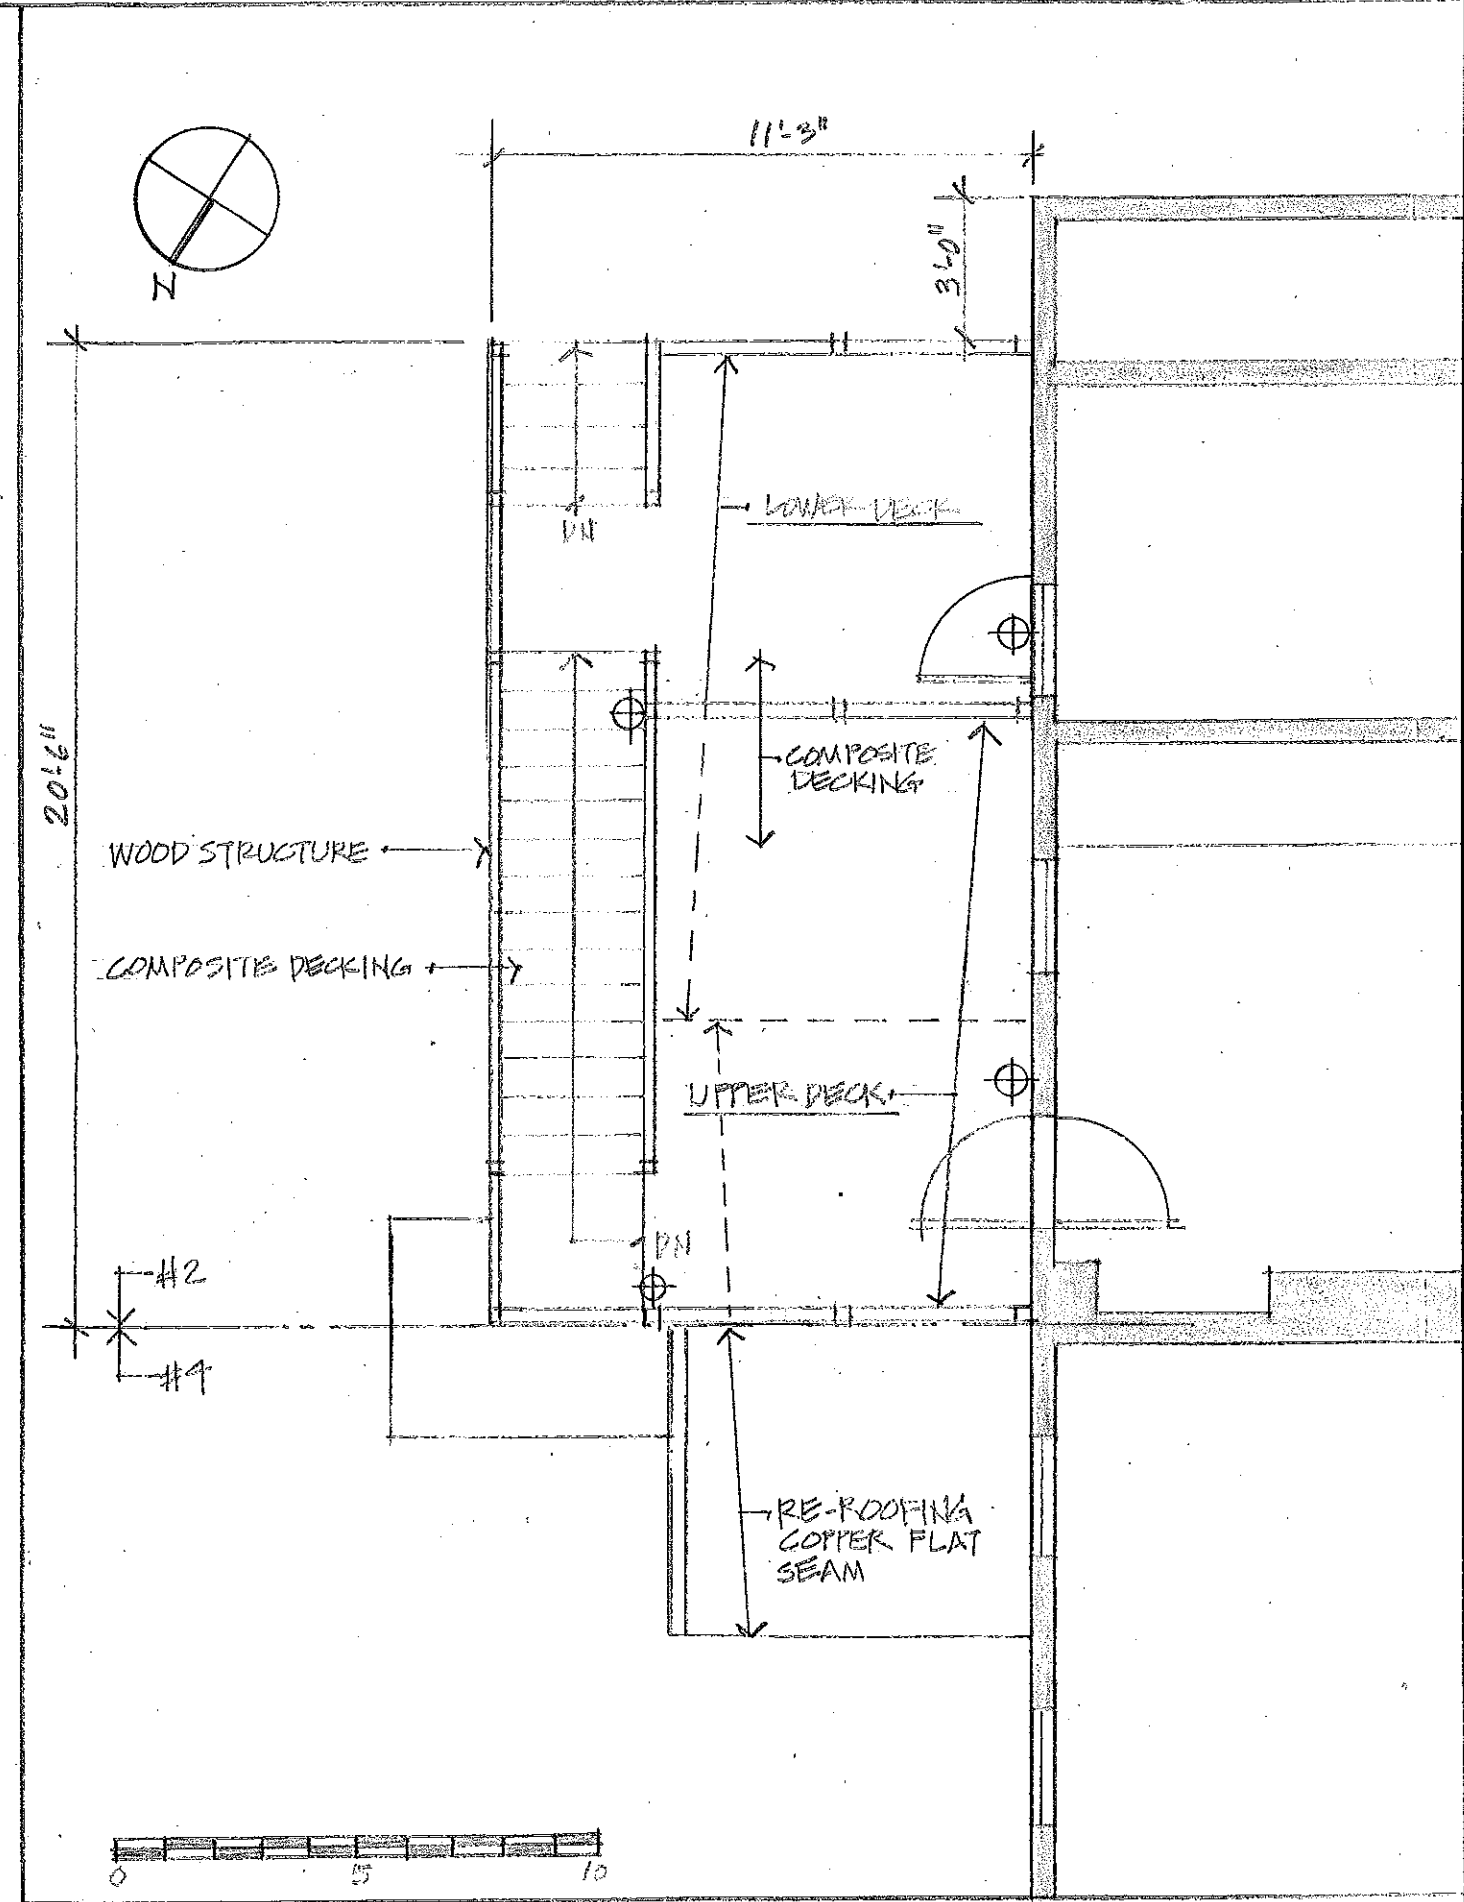 11'-3"
3'-0"
N
LOWER DECK
DN
20'-6"
COMPOSITE
DECKING
WOOD STRUCTURE
COMPOSITE DECKING
UPPER DECK
DN
#2
#4
RE-ROOFING
COPPER FLAT
SEAM
0 5 10